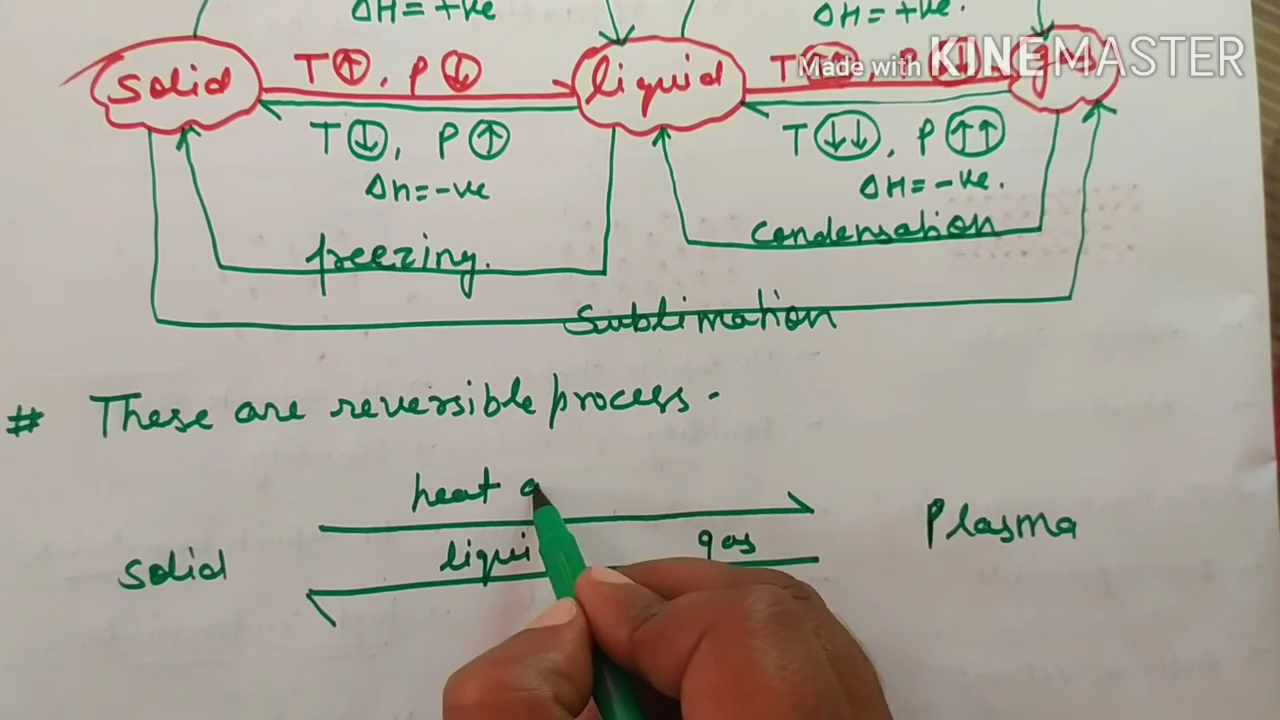 ΔH = +ve ΔH = +ve.
solid T↑, P↓ liquid T P↓
Made with KINEMASTER
T↓, P↑ T↓↓, P↑↑
Δh = -ve ΔH = -ve.
freezing. condensation
Sublimation
# These are reversible process.
heat
Plasma
solid liqui gas